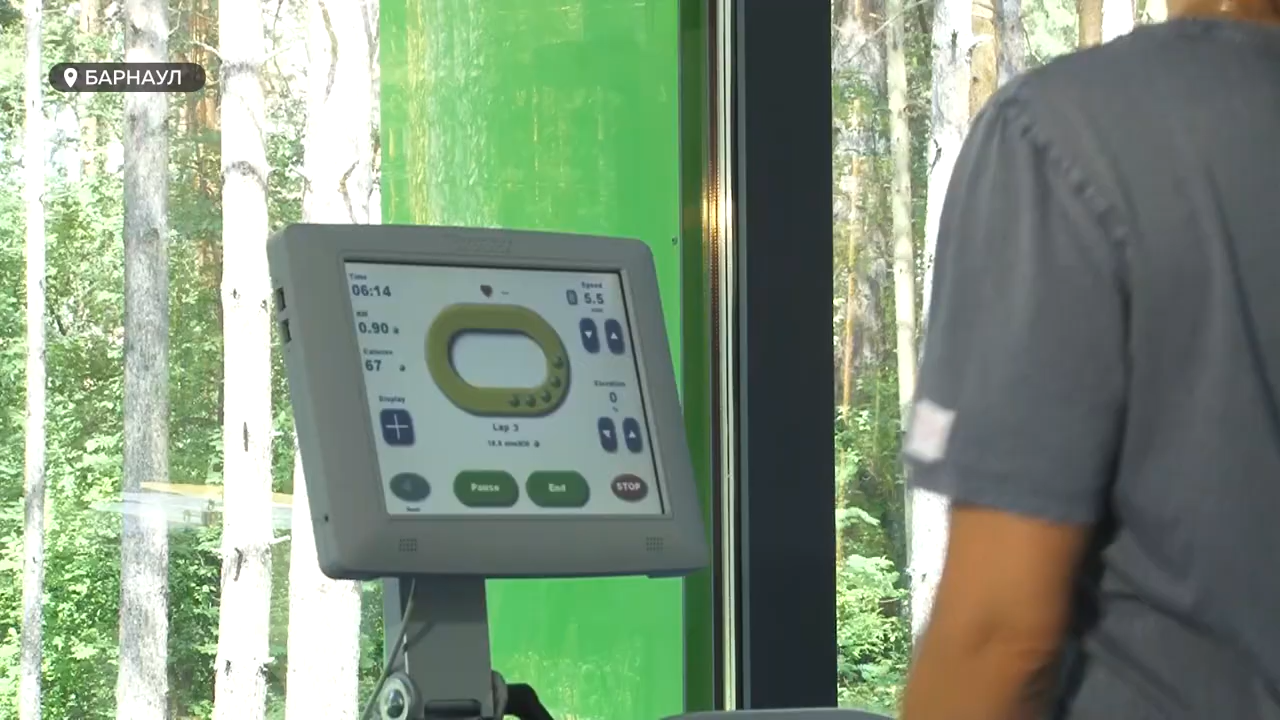 БАРНАУЛ
Time
06:14
0.90
Calories
67
Display
Speed
5.5
Elevation
0
%
Lap 3
Pause
End
STOP
Reset